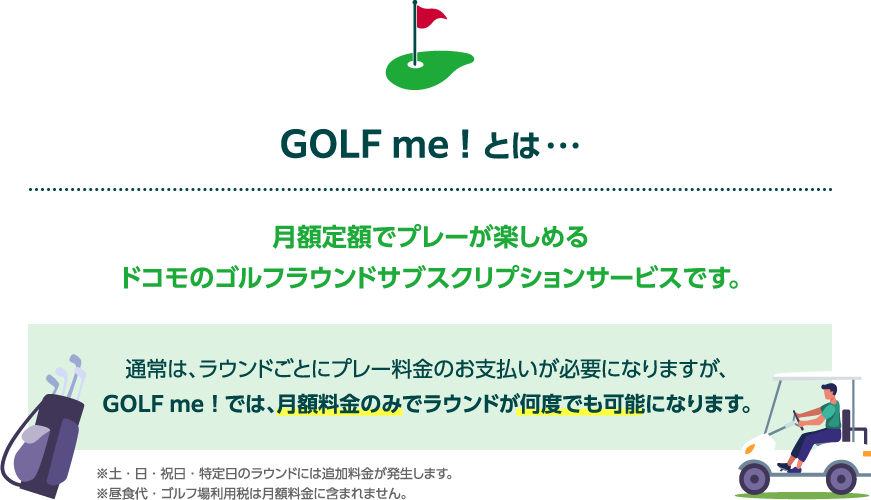 GOLF me！とは…
月額定額でプレーが楽しめる
ドコモのゴルフラウンドサブスクリプションサービスです。
通常は、ラウンドごとにプレー料金のお支払いが必要になりますが、
GOLF me！では、月額料金のみでラウンドが何度でも可能になります。
※土・日・祝日・特定日のラウンドには追加料金が発生します。
※昼食代・ゴルフ場利用税は月額料金に含まれません。